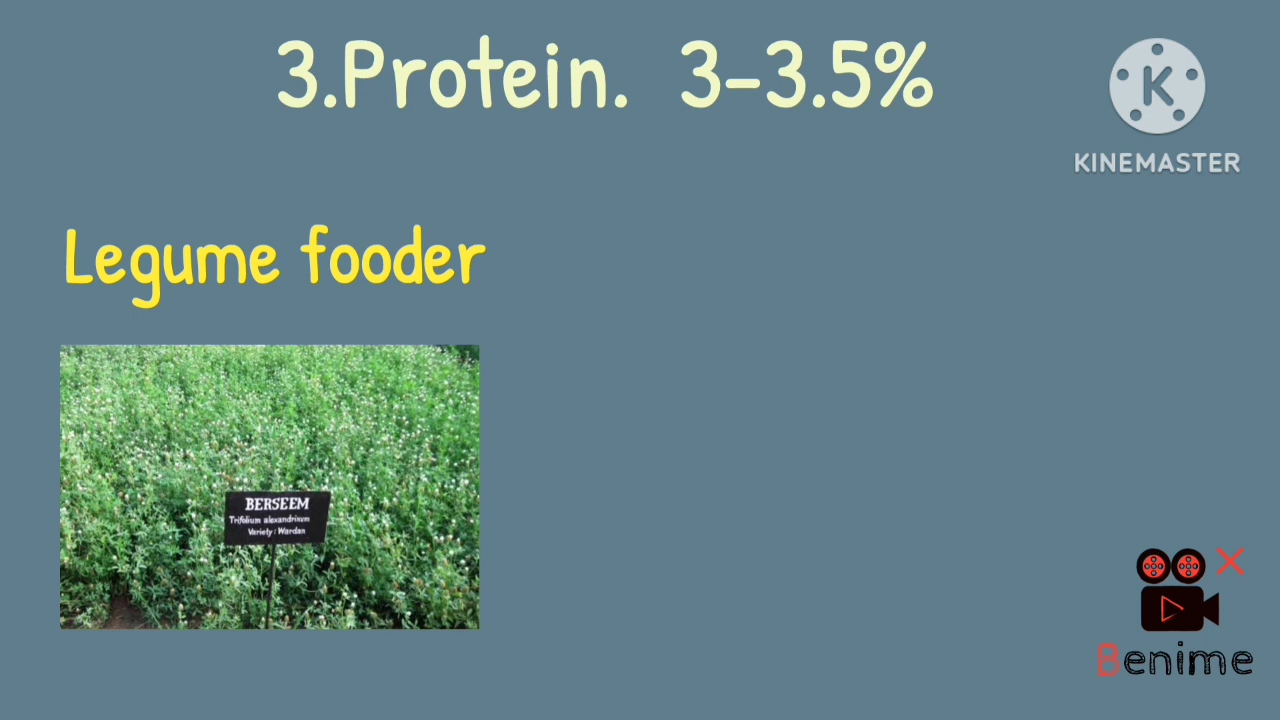 3.Protein. 3-3.5%
K
KINEMASTER
Legume fooder
BERSEEM
Trifolium alexandrinum
Variety : Wardan
Benime